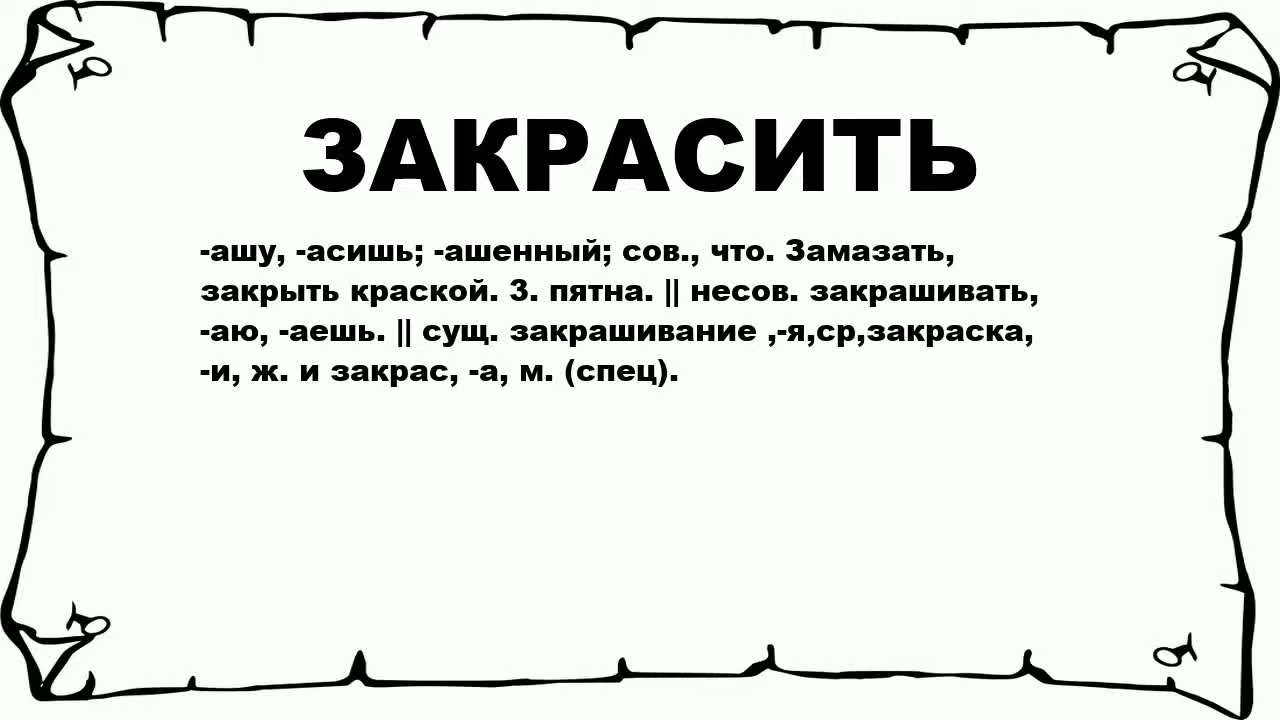 ЗАКРАСИТЬ
-ашу, -асишь; -ашенный; сов., что. Замазать,
закрыть краской. З. пятна. || несов. закрашивать,
-аю, -аешь. || сущ. закрашивание ,-я,ср,закраска,
-и, ж. и закрас, -а, м. (спец).